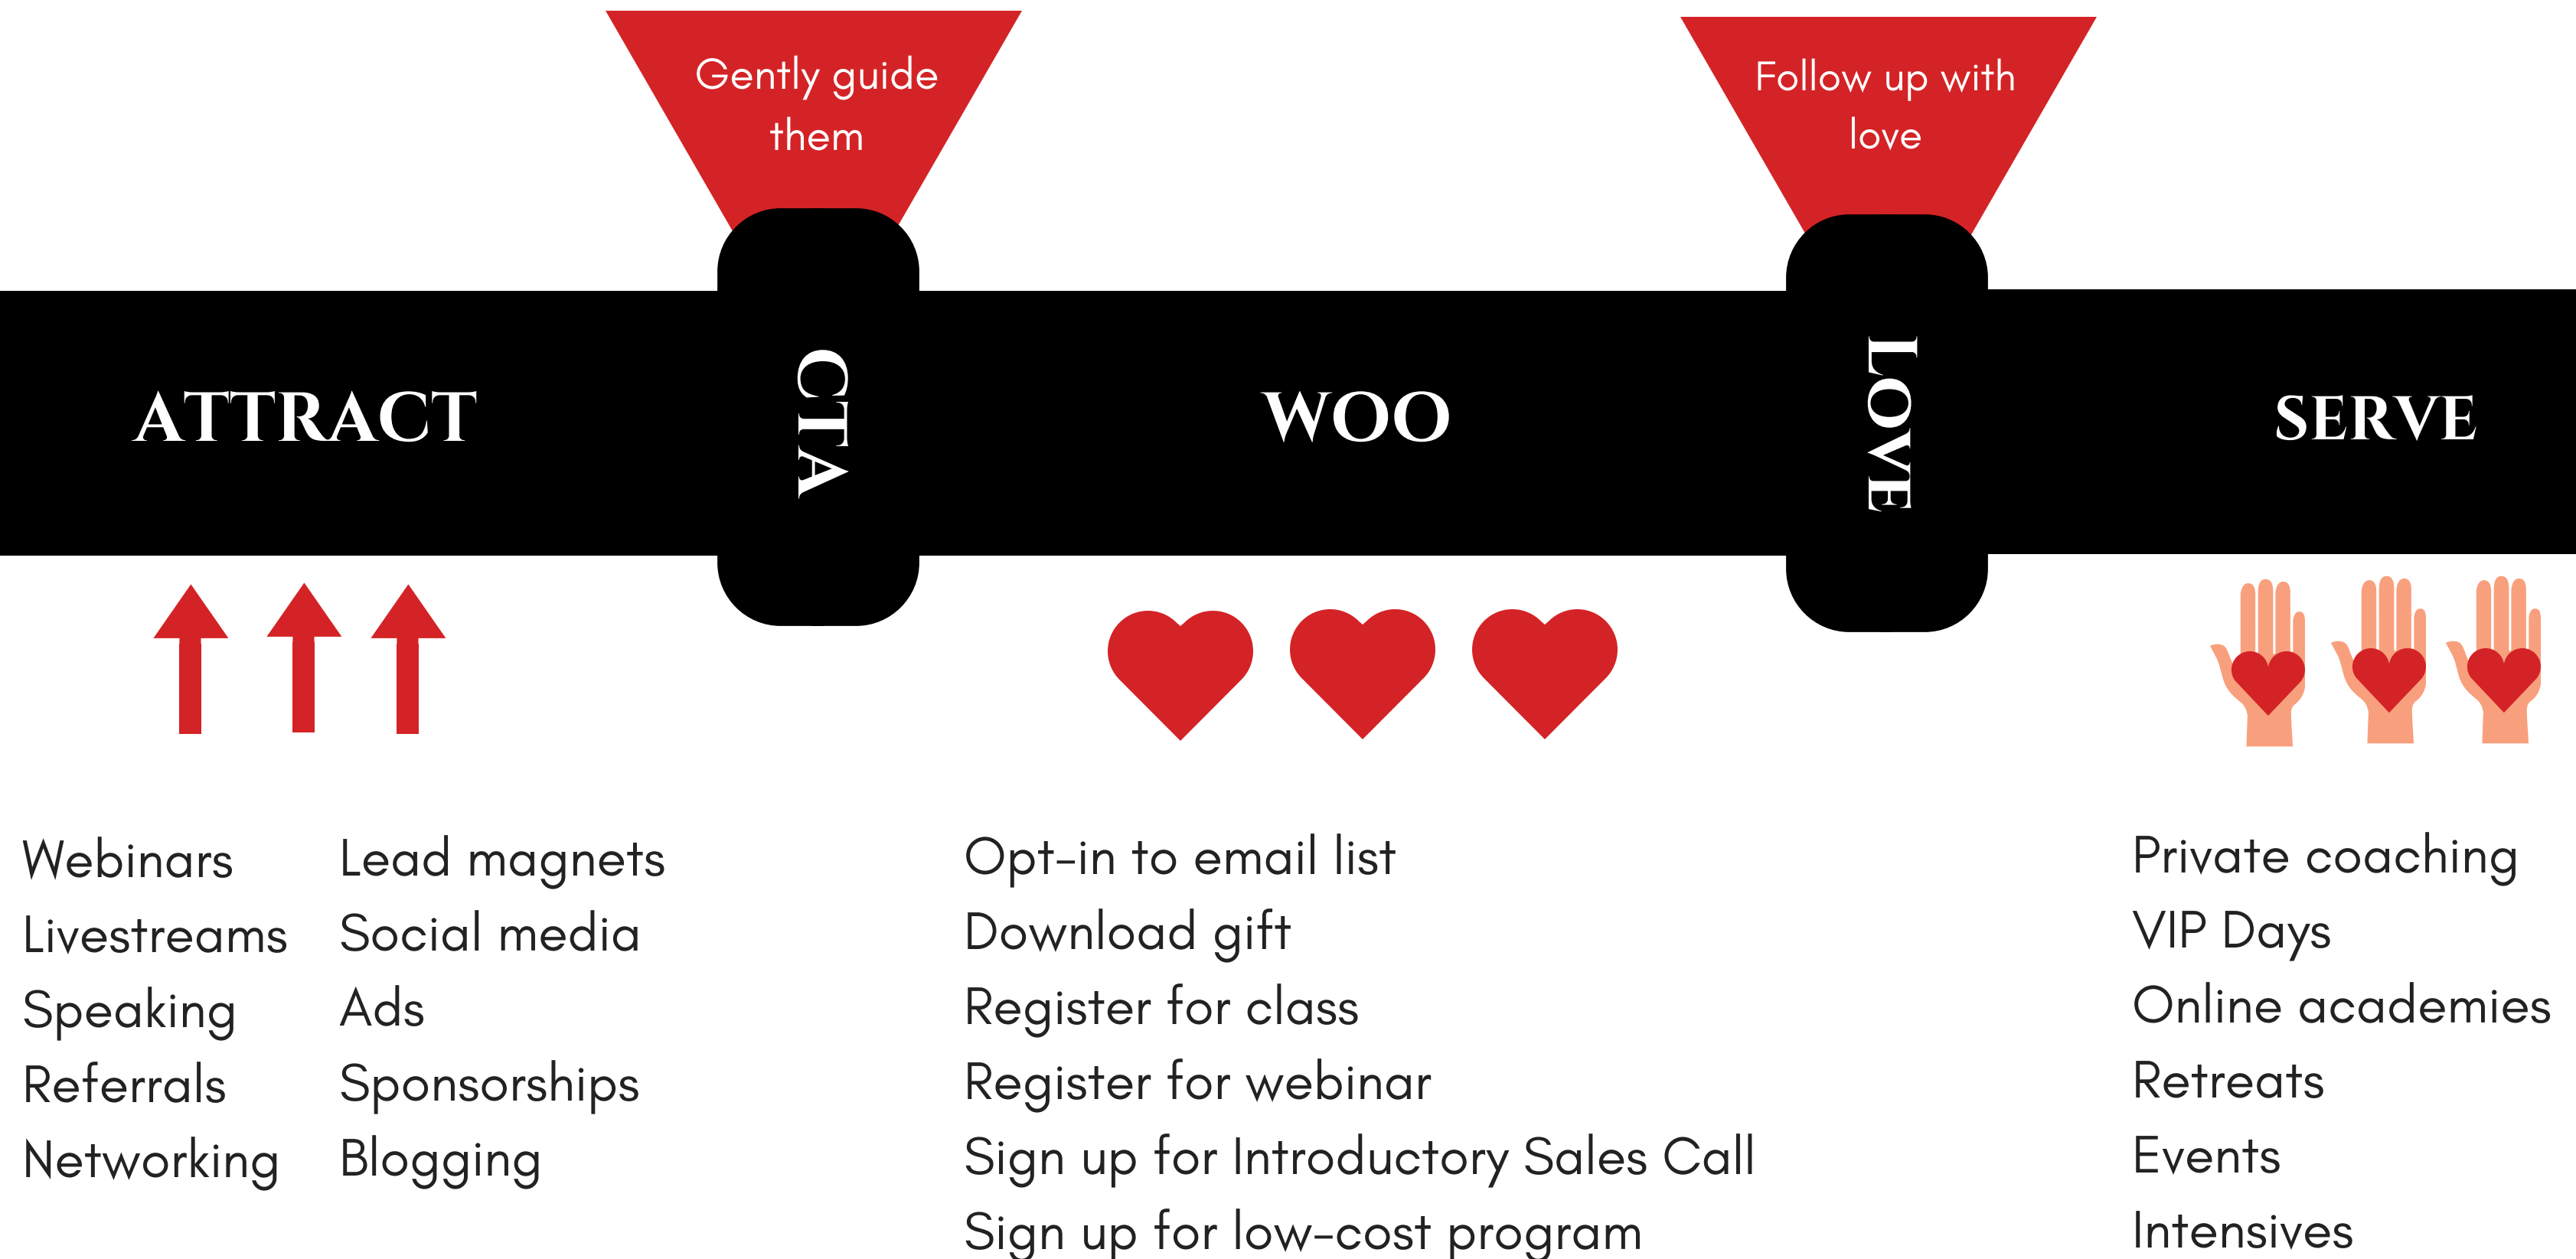 Gently guide
them
Follow up with
love
ATTRACT
CTA
WOO
LOVE
SERVE
Webinars
Livestreams
Speaking
Referrals
Networking
Lead magnets
Social media
Ads
Sponsorships
Blogging
Opt-in to email list
Download gift
Register for class
Register for webinar
Sign up for Introductory Sales Call
Sign up for low-cost program
Private coaching
VIP Days
Online academies
Retreats
Events
Intensives